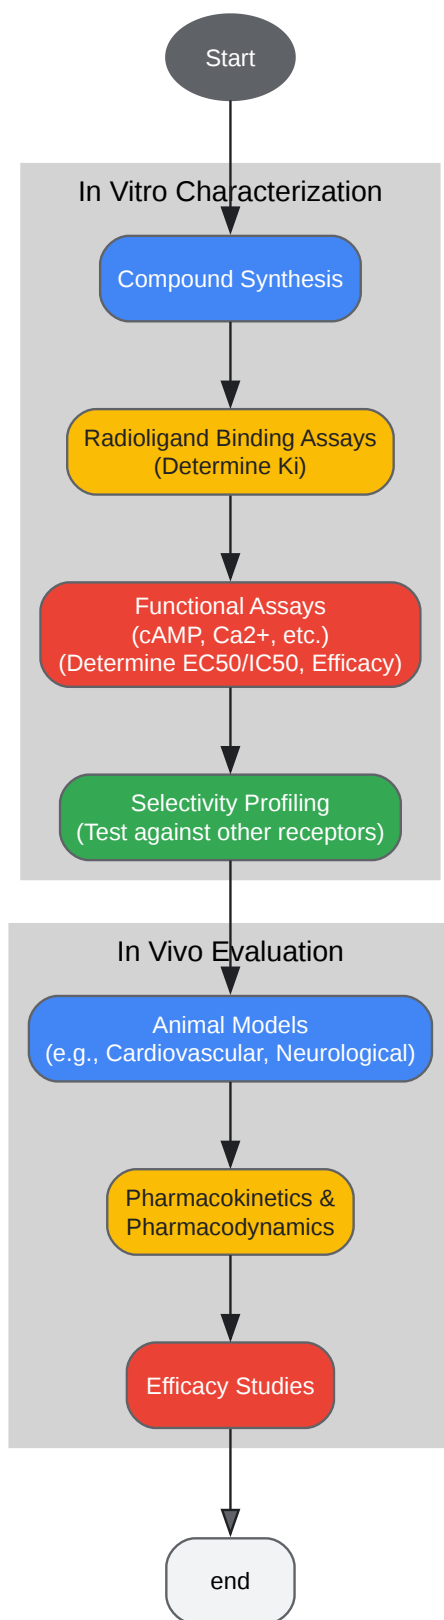 Start
In Vitro Characterization
Compound Synthesis
Radioligand Binding Assays
(Determine Ki)
Functional Assays
(cAMP, Ca2+, etc.)
(Determine EC50/IC50, Efficacy)
Selectivity Profiling
(Test against other receptors)
In Vivo Evaluation
Animal Models
(e.g., Cardiovascular, Neurological)
Pharmacokinetics &
Pharmacodynamics
Efficacy Studies
end